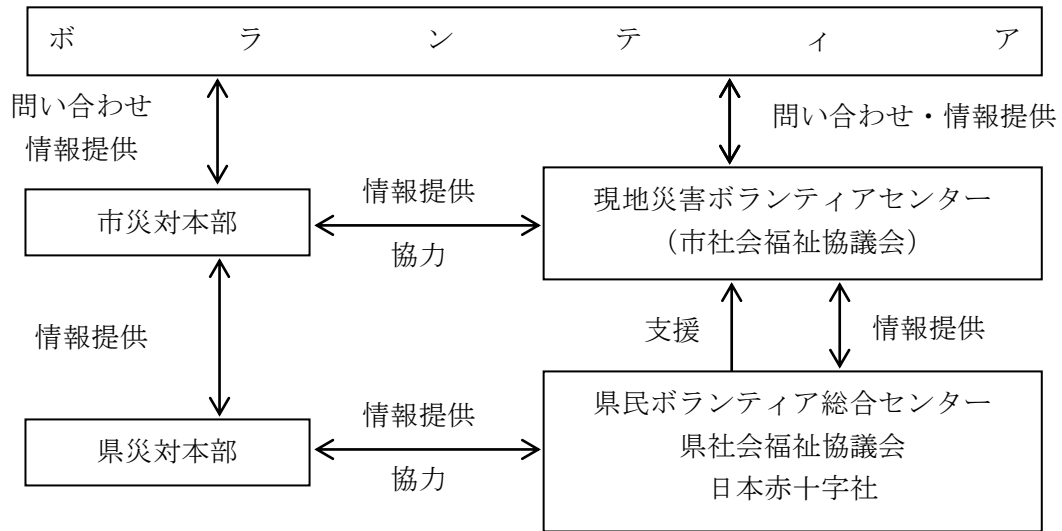 ボランティア
問い合わせ
情報提供
問い合わせ・情報提供
市災対本部
情報提供
協力
現地災害ボランティアセンター
（市社会福祉協議会）
情報提供
支援
情報提供
県災対本部
情報提供
協力
県民ボランティア総合センター
県社会福祉協議会
日本赤十字社